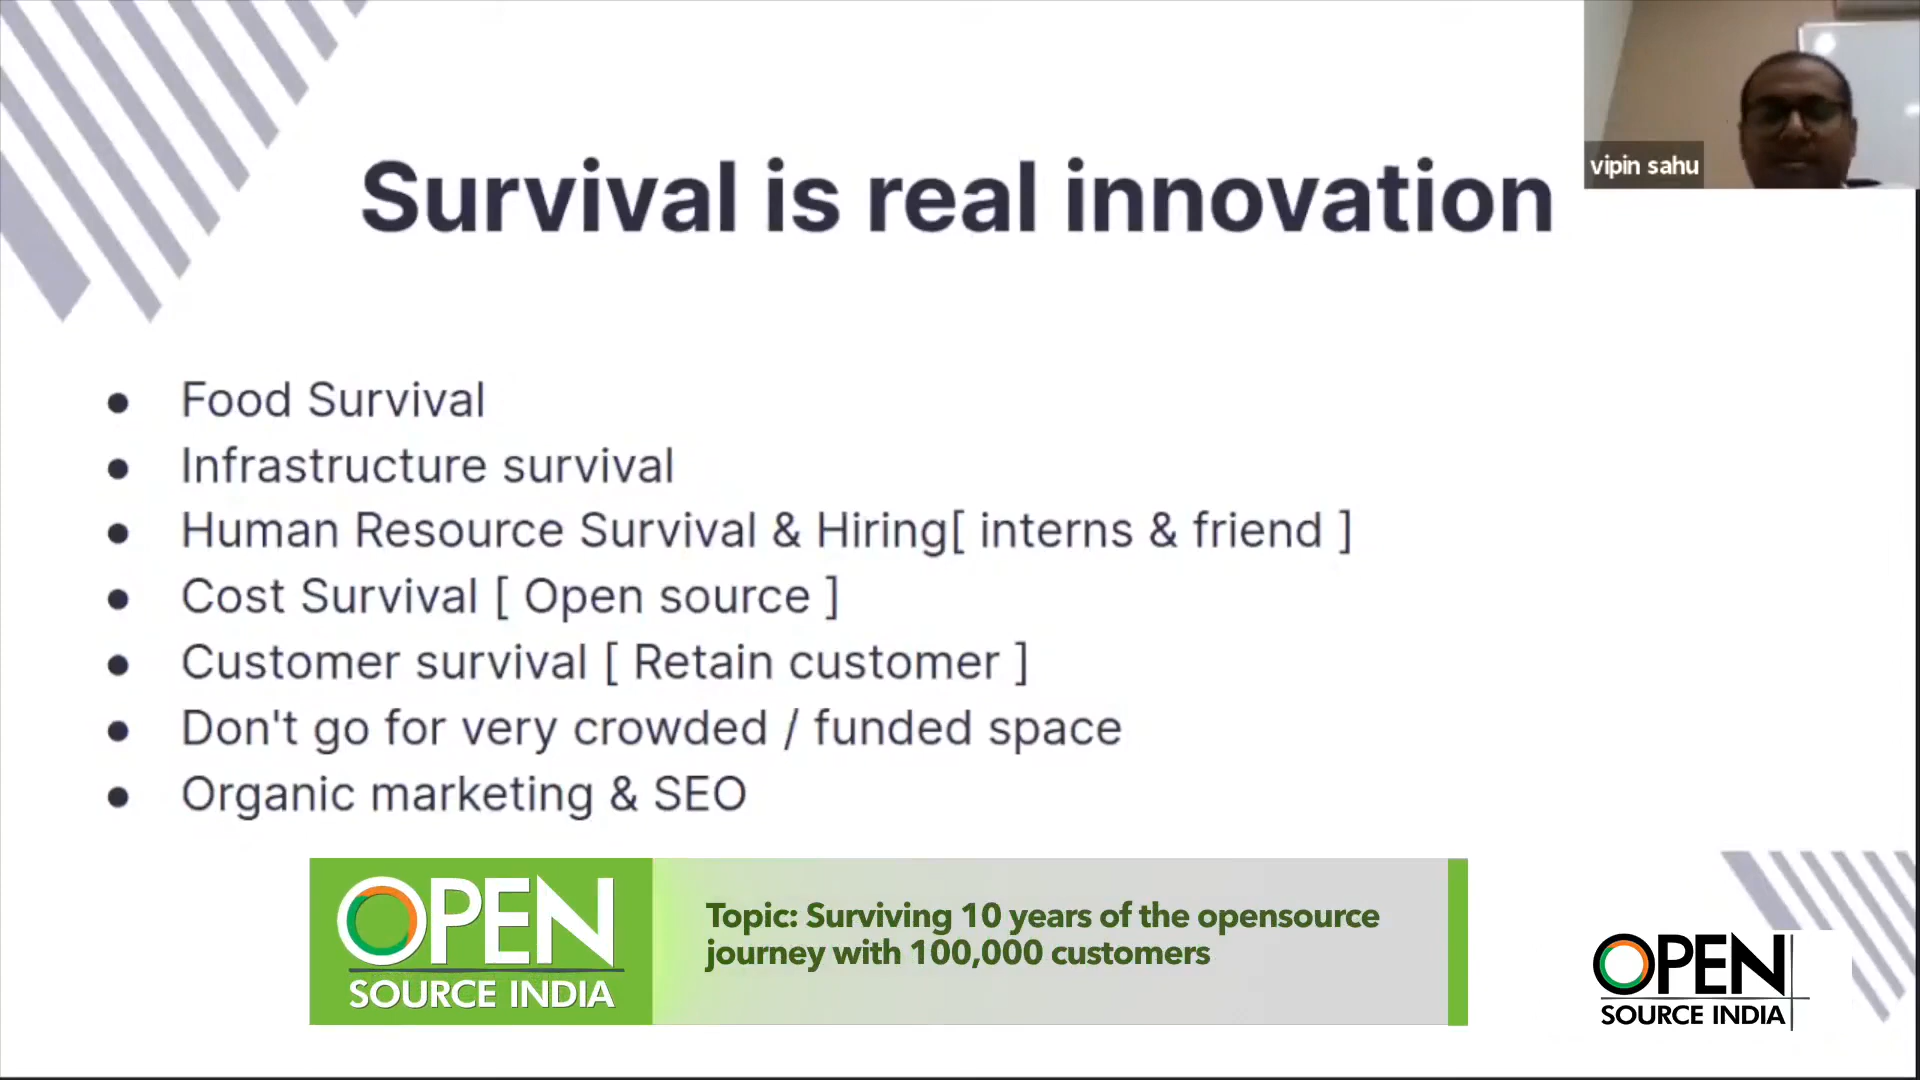 Survival is real innovation
vipin sahu
● Food Survival
● Infrastructure survival
● Human Resource Survival & Hiring[ interns & friend ]
● Cost Survival [ Open source ]
● Customer survival [ Retain customer ]
● Don't go for very crowded / funded space
● Organic marketing & SEO
OPEN
SOURCE INDIA
Topic: Surviving 10 years of the opensource
journey with 100,000 customers
OPEN
SOURCE INDIA